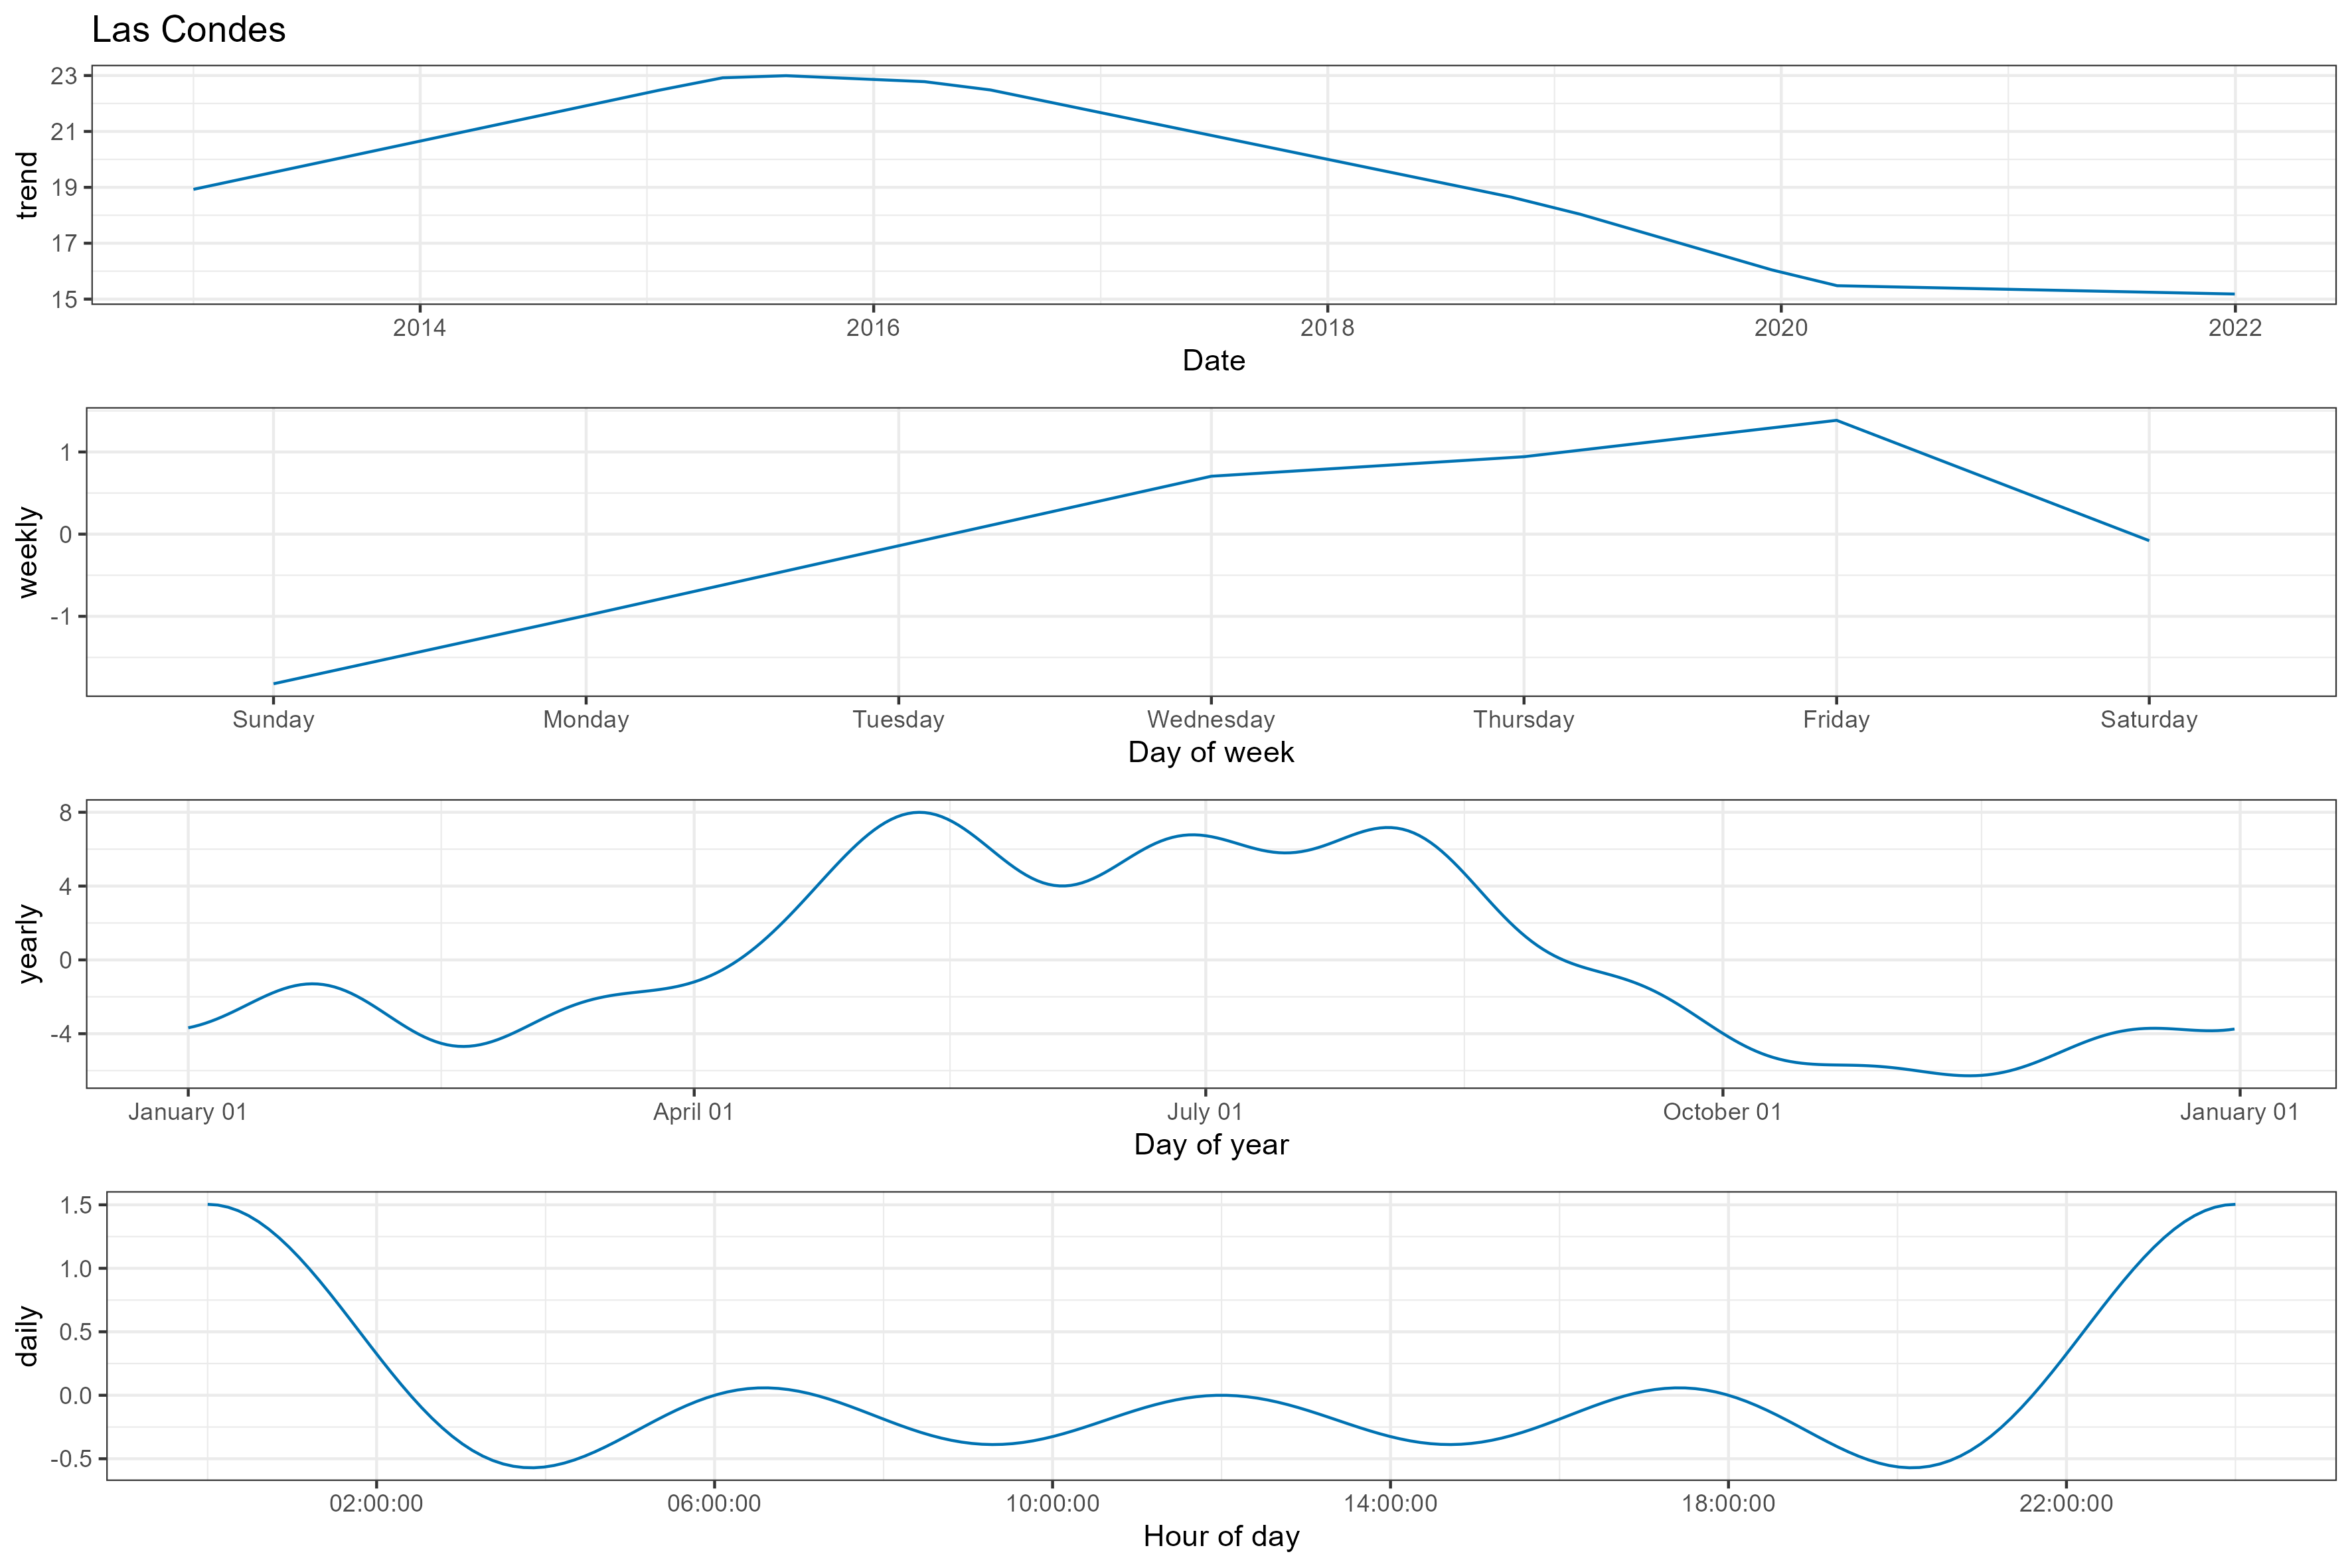 Las Condes
trend
23
21
19
17
15
2014 2016 2018 2020 2022
Date
weekly
1
0
-1
Sunday Monday Tuesday Wednesday Thursday Friday Saturday
Day of week
yearly
8
4
0
-4
January 01 April 01 July 01 October 01 January 01
Day of year
daily
1.5
1.0
0.5
0.0
-0.5
02:00:00 06:00:00 10:00:00 14:00:00 18:00:00 22:00:00
Hour of day